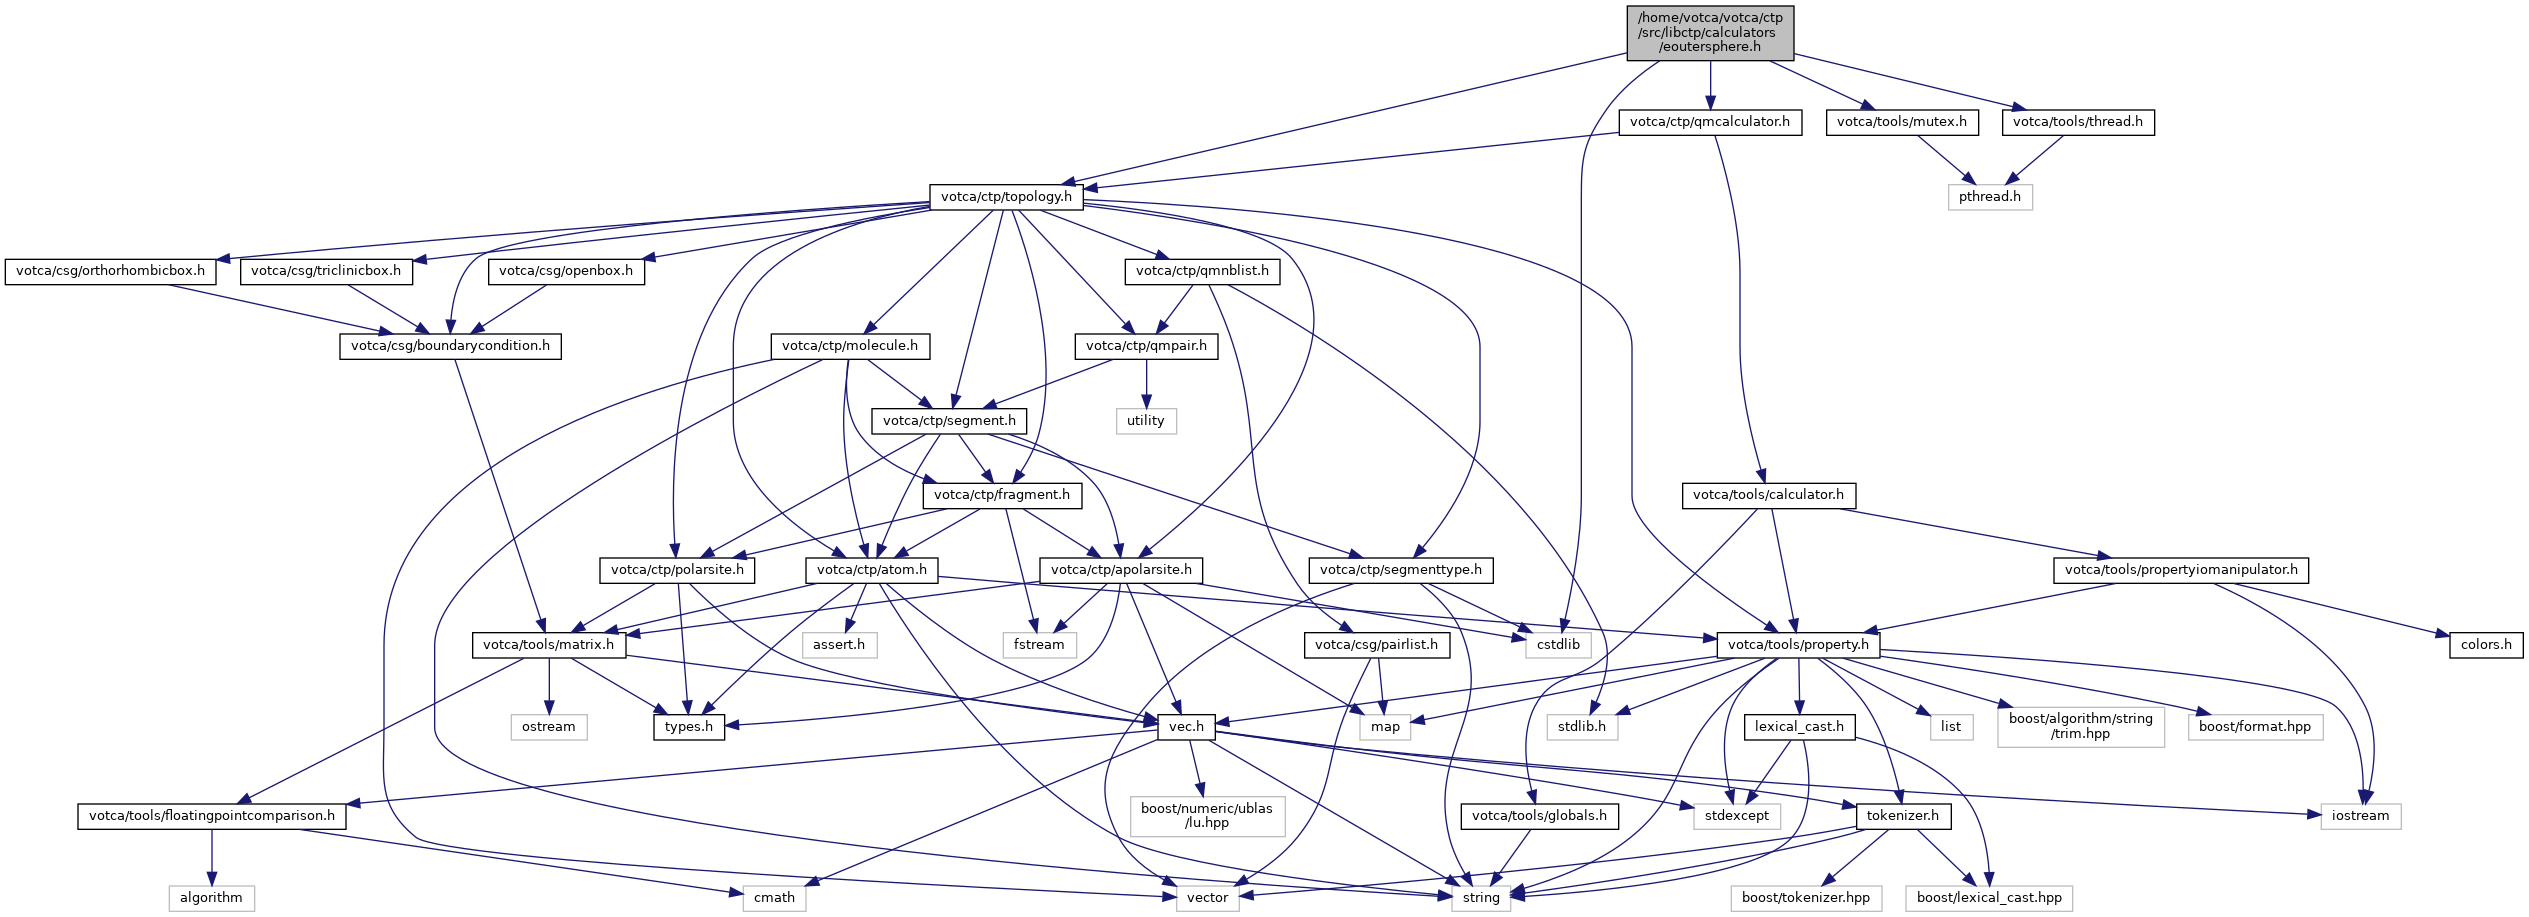 /home/votca/votca/ctp
/src/libctp/calculators
/eoutersphere.h
votca/ctp/qmcalculator.h
votca/tools/mutex.h
votca/tools/thread.h
votca/ctp/topology.h
pthread.h
votca/csg/orthorhombicbox.h
votca/csg/triclinicbox.h
votca/csg/openbox.h
votca/ctp/qmnblist.h
votca/csg/boundarycondition.h
votca/ctp/molecule.h
votca/ctp/qmpair.h
votca/ctp/segment.h
utility
votca/ctp/fragment.h
votca/tools/calculator.h
votca/ctp/polarsite.h
votca/ctp/atom.h
votca/ctp/apolarsite.h
votca/ctp/segmenttype.h
votca/tools/propertyiomanipulator.h
votca/tools/matrix.h
assert.h
fstream
votca/csg/pairlist.h
cstdlib
votca/tools/property.h
colors.h
ostream
types.h
vec.h
map
stdlib.h
lexical_cast.h
list
boost/algorithm/string
/trim.hpp
boost/format.hpp
votca/tools/floatingpointcomparison.h
boost/numeric/ublas
/lu.hpp
votca/tools/globals.h
stdexcept
tokenizer.h
iostream
algorithm
cmath
vector
string
boost/tokenizer.hpp
boost/lexical_cast.hpp